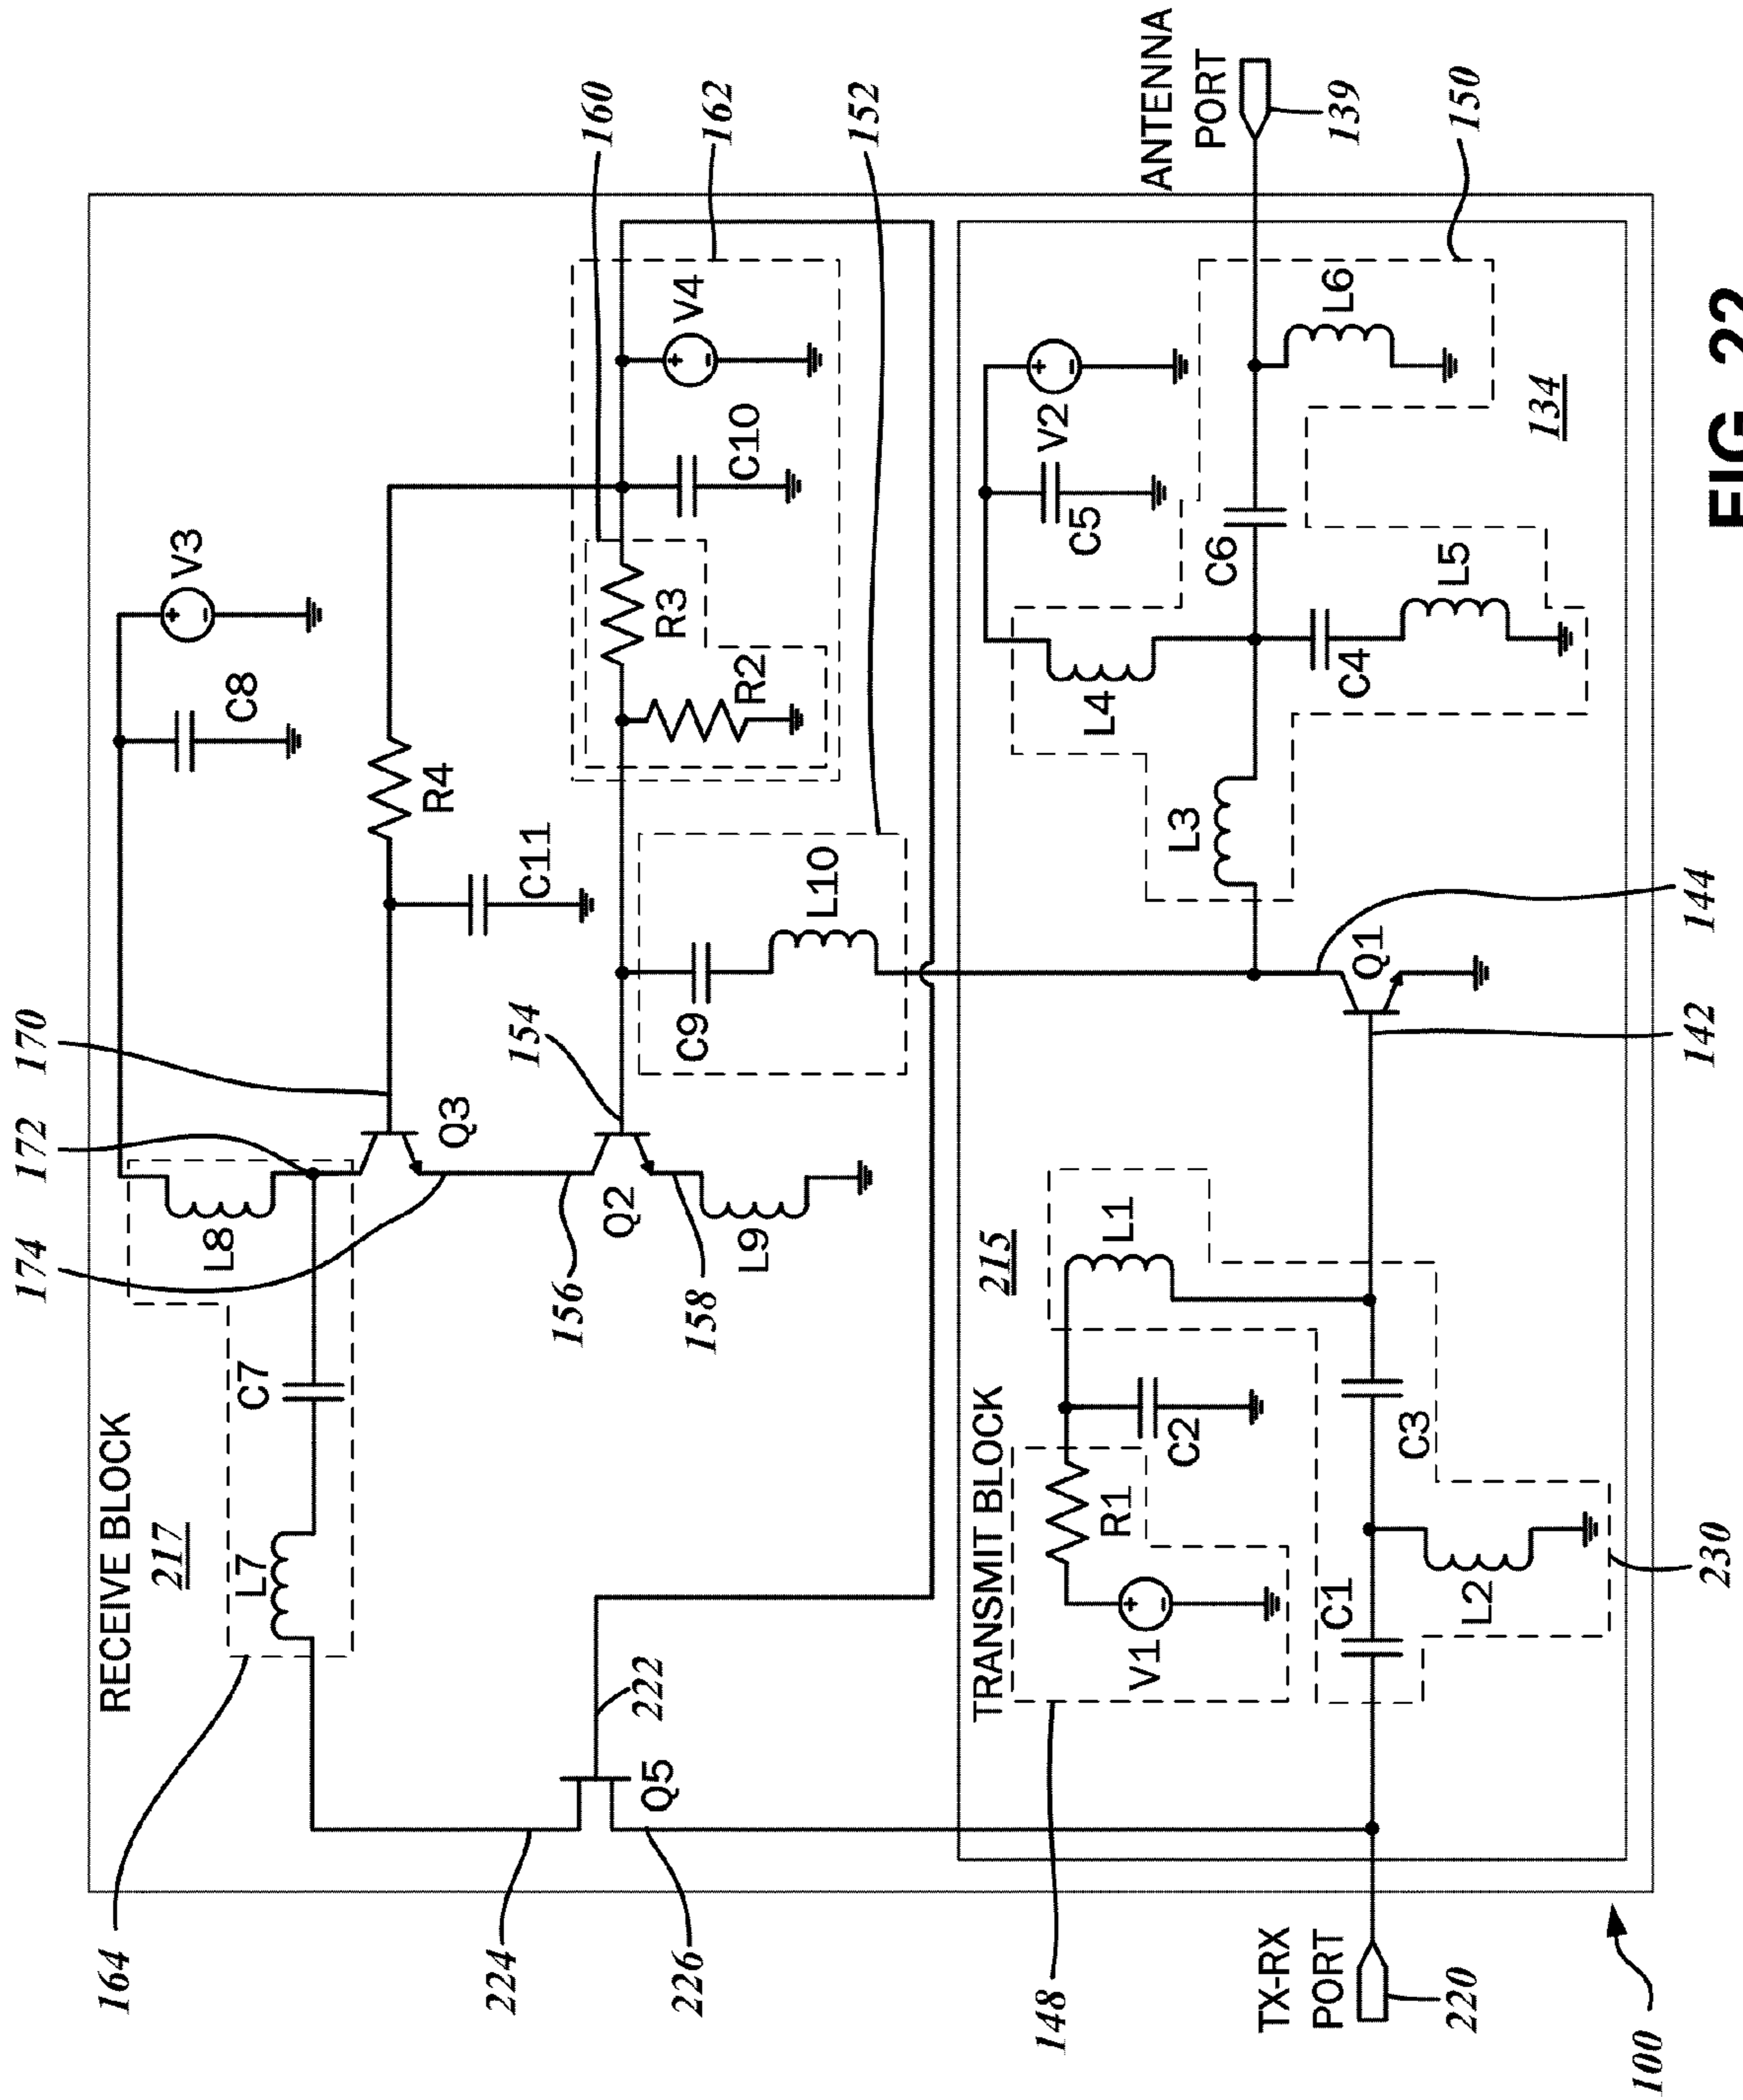 174
172
170
160
162
152
164
RECEIVE BLOCK
217
L7
C7
L8
V3
C8
Q3
R4
C11
154
156
Q2
158
L9
R3
R2
C10
V4
C9
L10
224
222
Q5
226
TRANSMIT BLOCK
215
148
V1
R1
C2
L1
C1
L2
C3
230
142
Q1
144
L3
L4
C5
V2
C4
L5
C6
L6
134
150
ANTENNA
PORT
139
TX-RX
PORT
220
100
FIG. 22